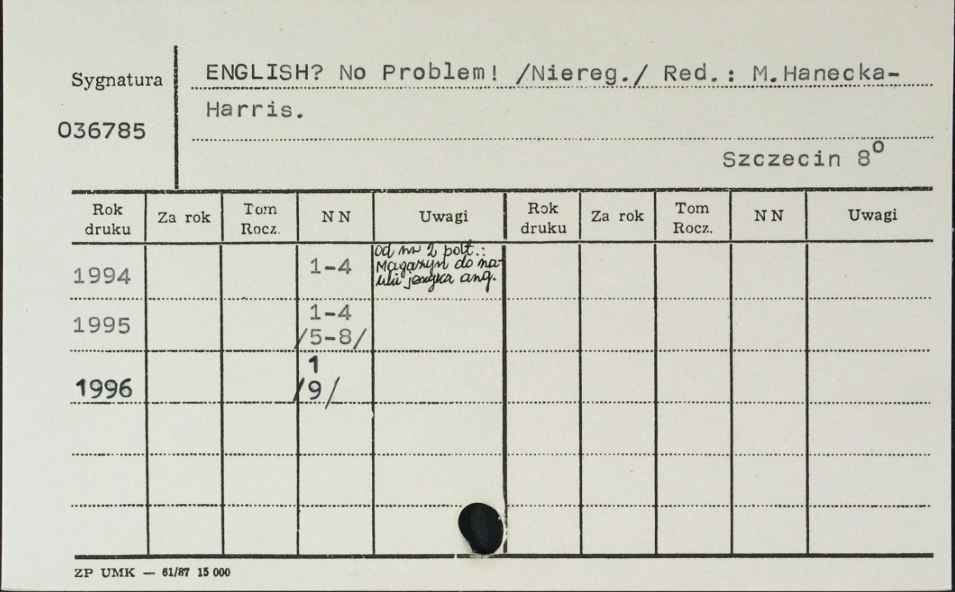 Sygnatura
036785
ENGLISH? No Problem! /Niereg./ Red.: M.Hanecka-
Harris.
Szczecin 8°
Rok druku Za rok Tom Rocz. NN Uwagi Rok druku Za rok Tom Rocz. NN Uwagi
1994 1-4 od nr 2 podt.:
Magazyn do na-
uki języka ang.
1995 1-4
/5-8/
1996 1
/9/
ZP UMK — 61/87 15 000